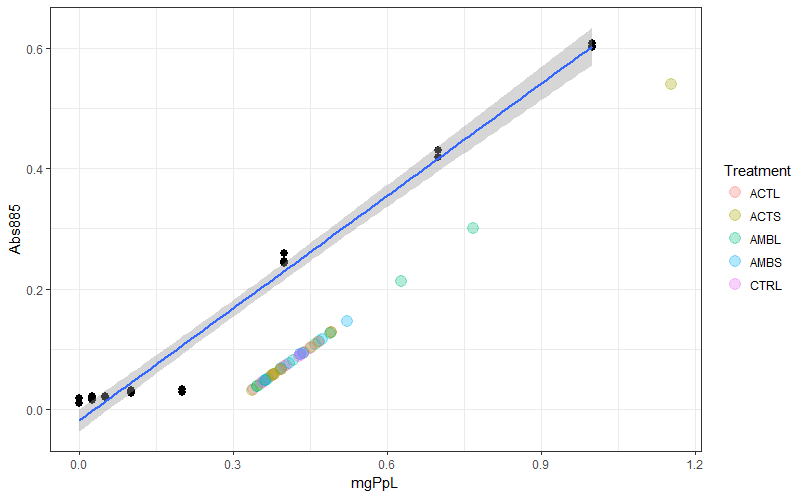 0.6
0.4
0.2
0.0
Abs885
0.0 0.3 0.6 0.9 1.2
mgPpL
Treatment
ACTL
ACTS
AMBL
AMBS
CTRL